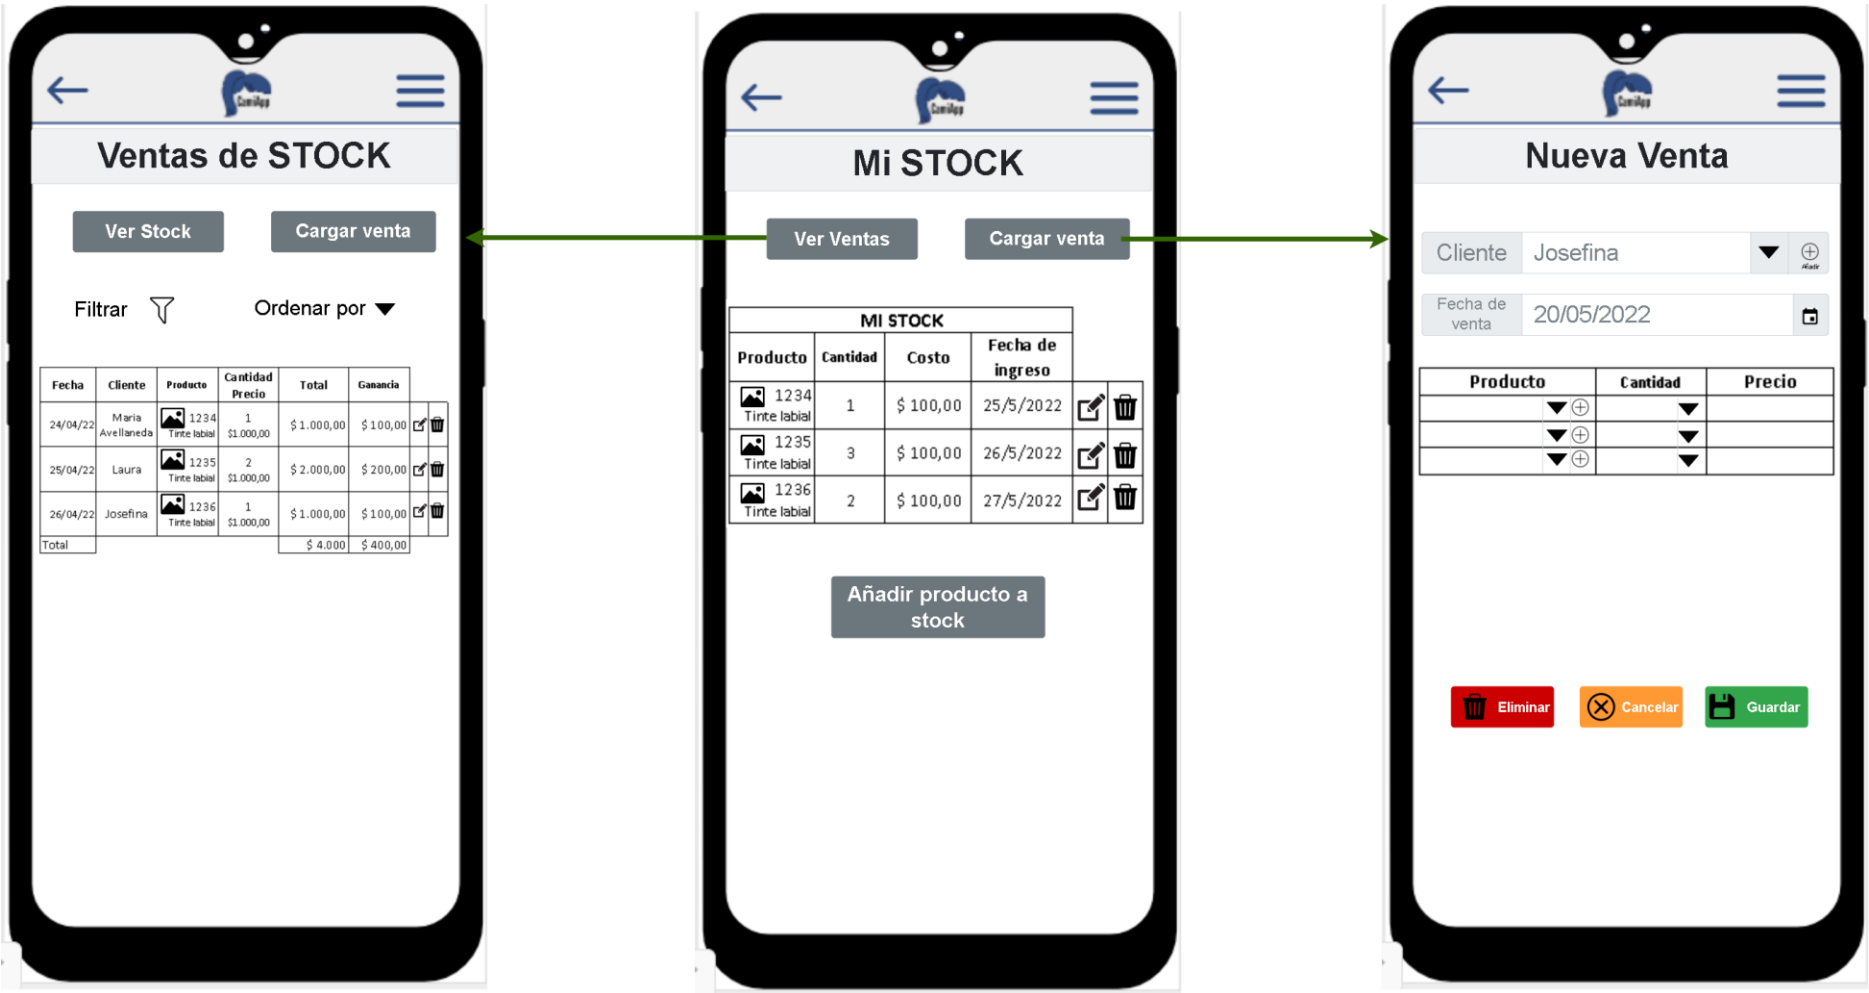 CamiApp
Ventas de STOCK
Ver Stock
Cargar venta
Filtrar
Ordenar por
Fecha Cliente Producto Cantidad Precio Total Ganancia
24/04/22 Maria Avellaneda 1234 Tinte labial 1 $1.000,00 $ 1.000,00 $ 100,00
25/04/22 Laura 1235 Tinte labial 2 $1.000,00 $ 2.000,00 $ 200,00
26/04/22 Josefina 1236 Tinte labial 1 $1.000,00 $ 1.000,00 $ 100,00
Total $ 4.000 $ 400,00
CamiApp
Mi STOCK
Ver Ventas
Cargar venta
MI STOCK
Producto Cantidad Costo Fecha de ingreso
1234 Tinte labial 1 $ 100,00 25/5/2022
1235 Tinte labial 3 $ 100,00 26/5/2022
1236 Tinte labial 2 $ 100,00 27/5/2022
Añadir producto a
stock
CamiApp
Nueva Venta
Cliente Josefina
Añadir
Fecha de venta 20/05/2022
Producto Cantidad Precio
Eliminar
Cancelar
Guardar